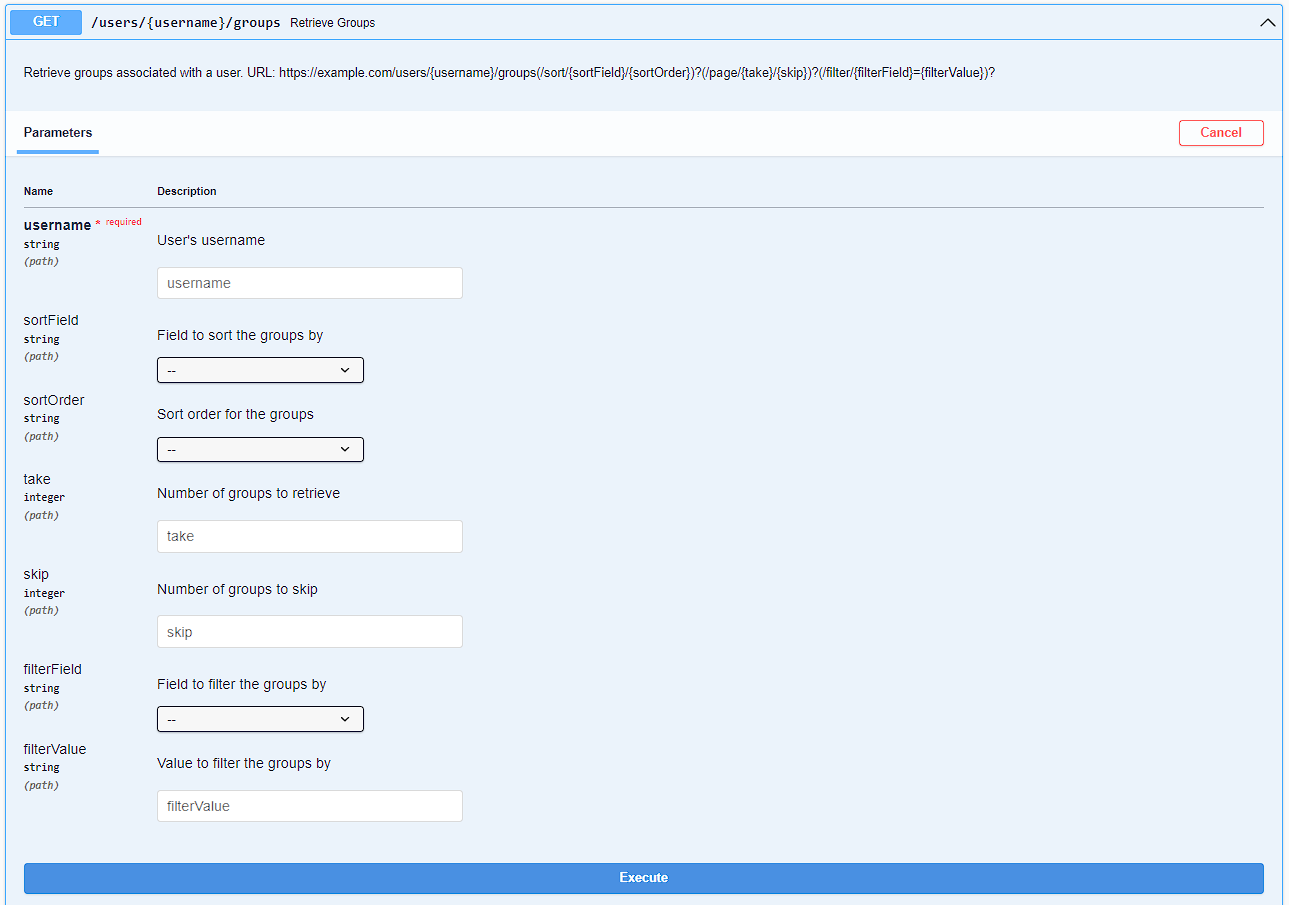 GET /users/{username}/groups Retrieve Groups
Retrieve groups associated with a user. URL: https://example.com/users/{username}/groups(/sort/{sortField}/{sortOrder})?(/page/{take}/{skip})?(/filter/{filterField}={filterValue})?
Parameters
Cancel
Name Description
username * required
string
(path)
User's username
username
sortField
string
(path)
Field to sort the groups by
--
sortOrder
string
(path)
Sort order for the groups
--
take
integer
(path)
Number of groups to retrieve
take
skip
integer
(path)
Number of groups to skip
skip
filterField
string
(path)
Field to filter the groups by
--
filterValue
string
(path)
Value to filter the groups by
filterValue
Execute